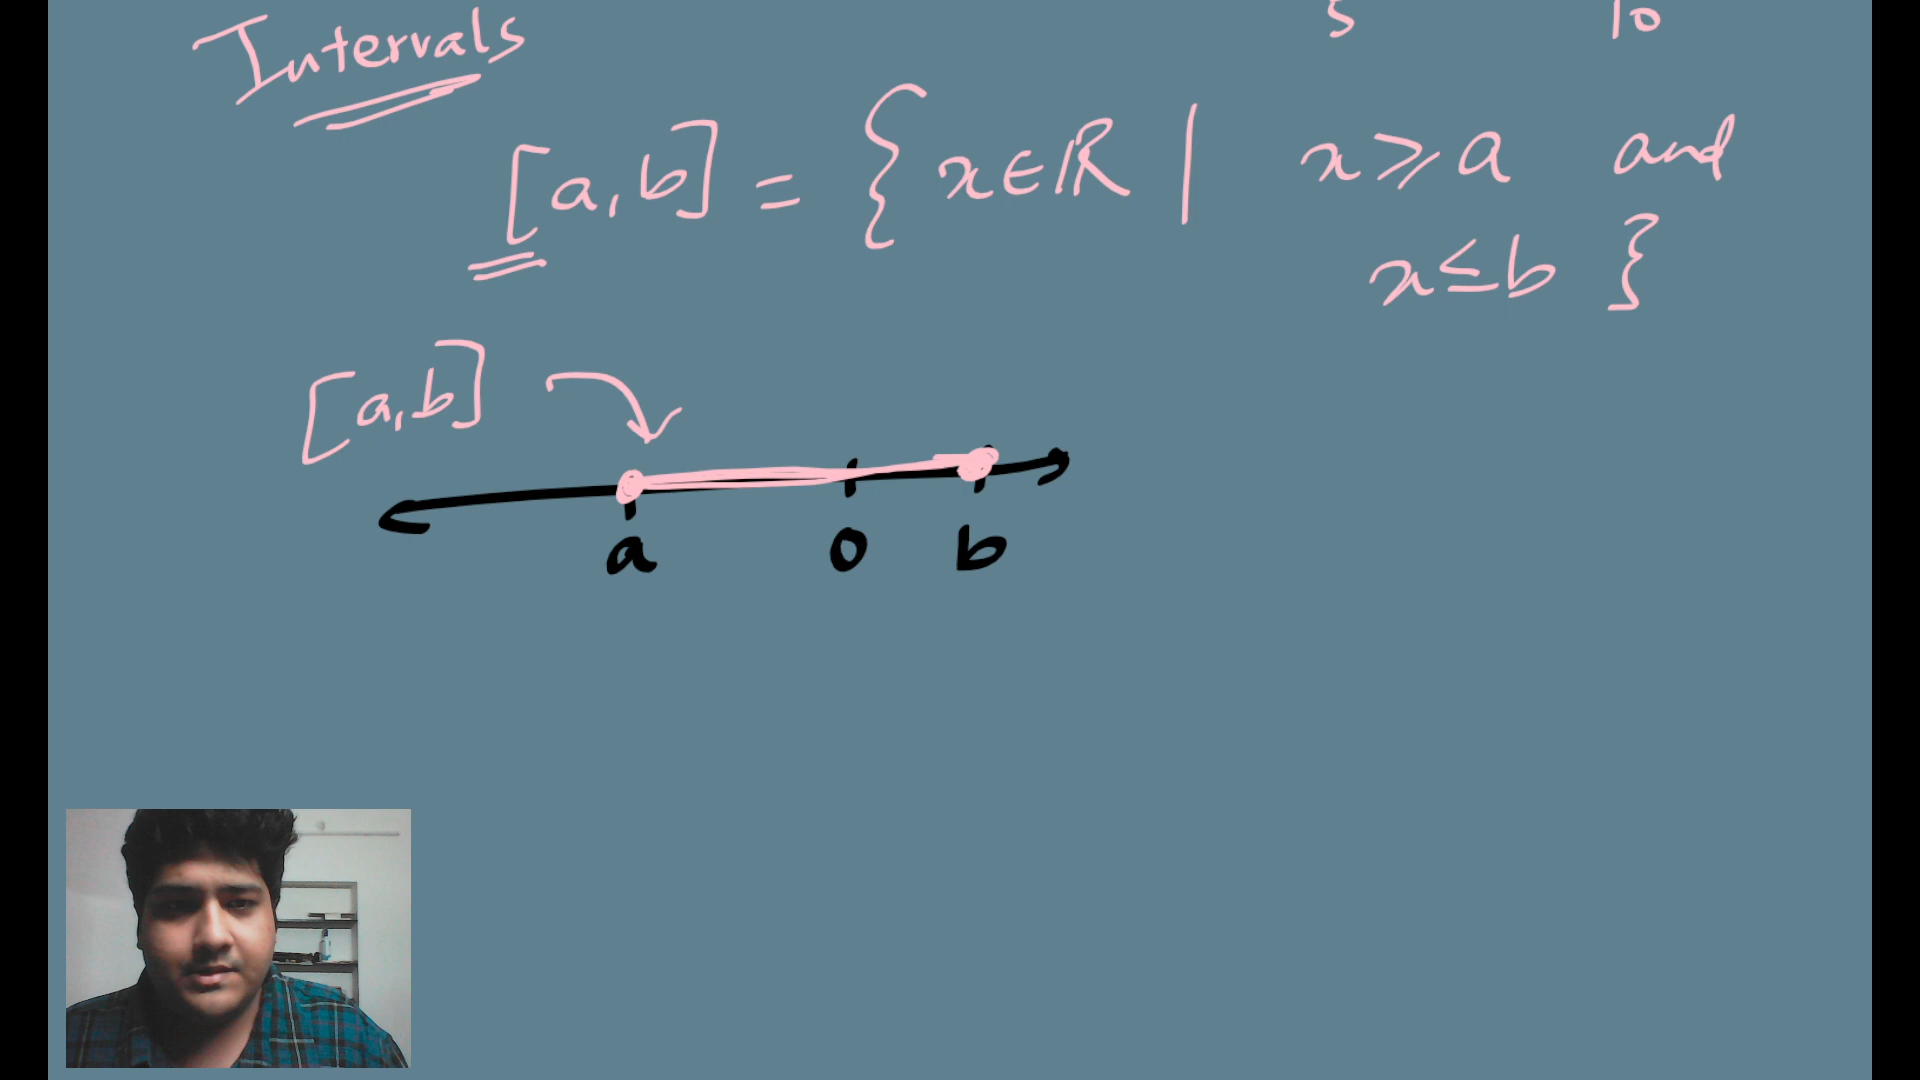 5 10
Intervals
[a,b] = { x∈ℝ | x⩾a and
x≤b }
[a,b]
a 0 b